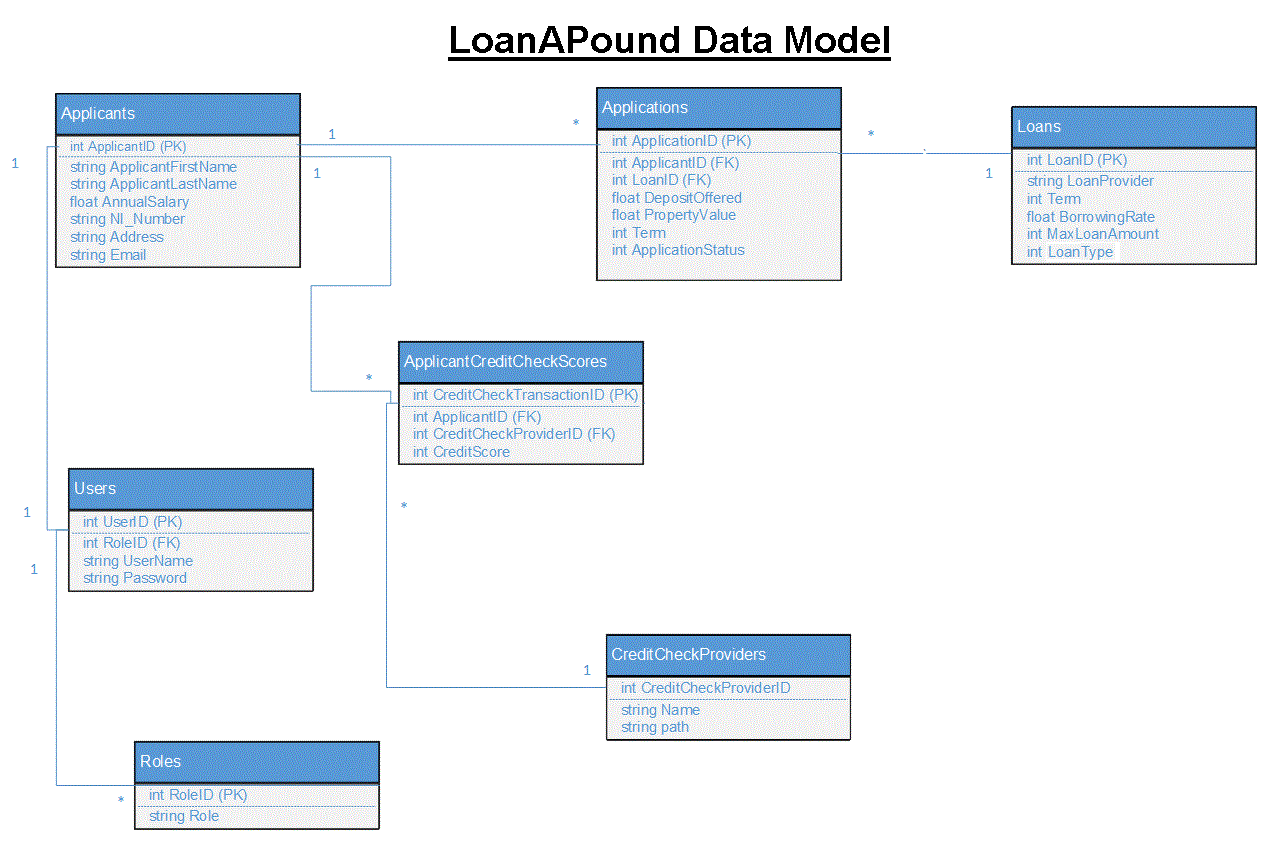 LoanAPound Data Model
Applicants
int ApplicantID (PK)
string ApplicantFirstName
string ApplicantLastName
float AnnualSalary
string NI_Number
string Address
string Email
1
1
1
*
Applications
int ApplicationID (PK)
int ApplicantID (FK)
int LoanID (FK)
float DepositOffered
float PropertyValue
int Term
int ApplicationStatus
*
1
Loans
int LoanID (PK)
string LoanProvider
int Term
float BorrowingRate
int MaxLoanAmount
int LoanType
*
ApplicantCreditCheckScores
int CreditCheckTransactionID (PK)
int ApplicantID (FK)
int CreditCheckProviderID (FK)
int CreditScore
*
Users
int UserID (PK)
int RoleID (FK)
string UserName
string Password
1
1
1
CreditCheckProviders
int CreditCheckProviderID
string Name
string path
Roles
int RoleID (PK)
string Role
*